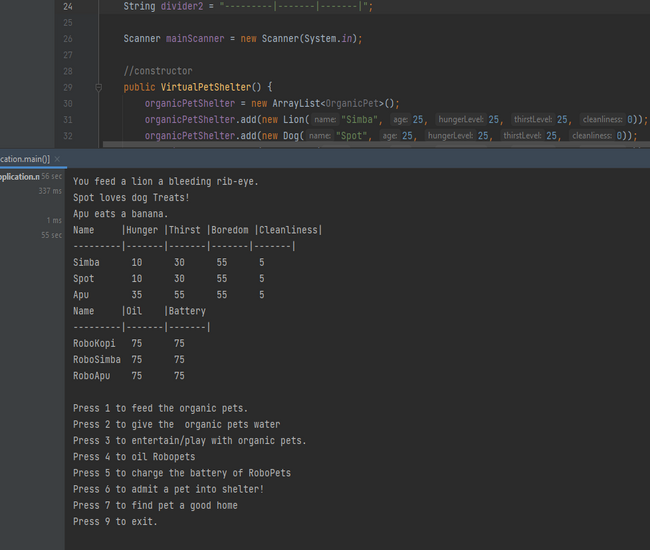 24 String divider2 = "---------|-------|-------|";
25
26 Scanner mainScanner = new Scanner(System.in);
27
28 //constructor
29 public VirtualPetShelter() {
30 organicPetShelter = new ArrayList<OrganicPet>();
31 organicPetShelter.add(new Lion( name: "Simba", age: 25, hungerLevel: 25, thirstLevel: 25, cleanliness: 0));
32 organicPetShelter.add(new Dog( name: "Spot", age: 25, hungerLevel: 25, thirstLevel: 25, cleanliness: 0));
cation.main()] ×
pplication.n 56 sec
337 ms
1 ms
55 sec
You feed a lion a bleeding rib-eye.
Spot loves dog Treats!
Apu eats a banana.
Name |Hunger |Thirst |Boredom |Cleanliness|
---------|-------|-------|-------|-------|
Simba 10 30 55 5
Spot 10 30 55 5
Apu 35 55 55 5
Name |Oil |Battery
---------|-------|-------|
RoboKopi 75 75
RoboSimba 75 75
RoboApu 75 75
Press 1 to feed the organic pets.
Press 2 to give the  organic pets water
Press 3 to entertain/play with organic pets.
Press 4 to oil Robopets
Press 5 to charge the battery of RoboPets
Press 6 to admit a pet into shelter!
Press 7 to find pet a good home
Press 9 to exit.